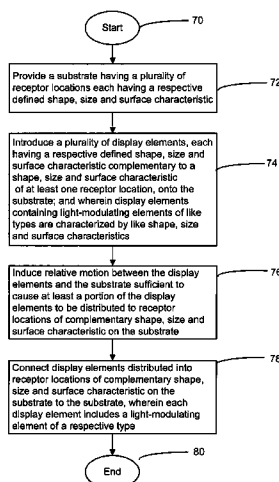 Start
70
Provide a substrate having a plurality of
receptor locations each having a respective
defined shape, size and surface characteristic
72
Introduce a plurality of display elements, each
having a respective defined shape, size and
surface characteristic complementary to a
shape, size and surface characteristic
of at least one receptor location, onto the
substrate; and wherein display elements
containing light-modulating elements of like
types are characterized by like shape, size
and surface characteristics
74
Induce relative motion between the display
elements and the substrate sufficient to
cause at least a portion of the display
elements to be distributed to receptor
locations of complementary shape, size and
surface characteristic on the substrate
76
Connect display elements distributed into
receptor locations of complementary shape,
size and surface characteristic on the
substrate to the substrate, wherein each
display element includes a light-modulating
element of a respective type
78
End
80